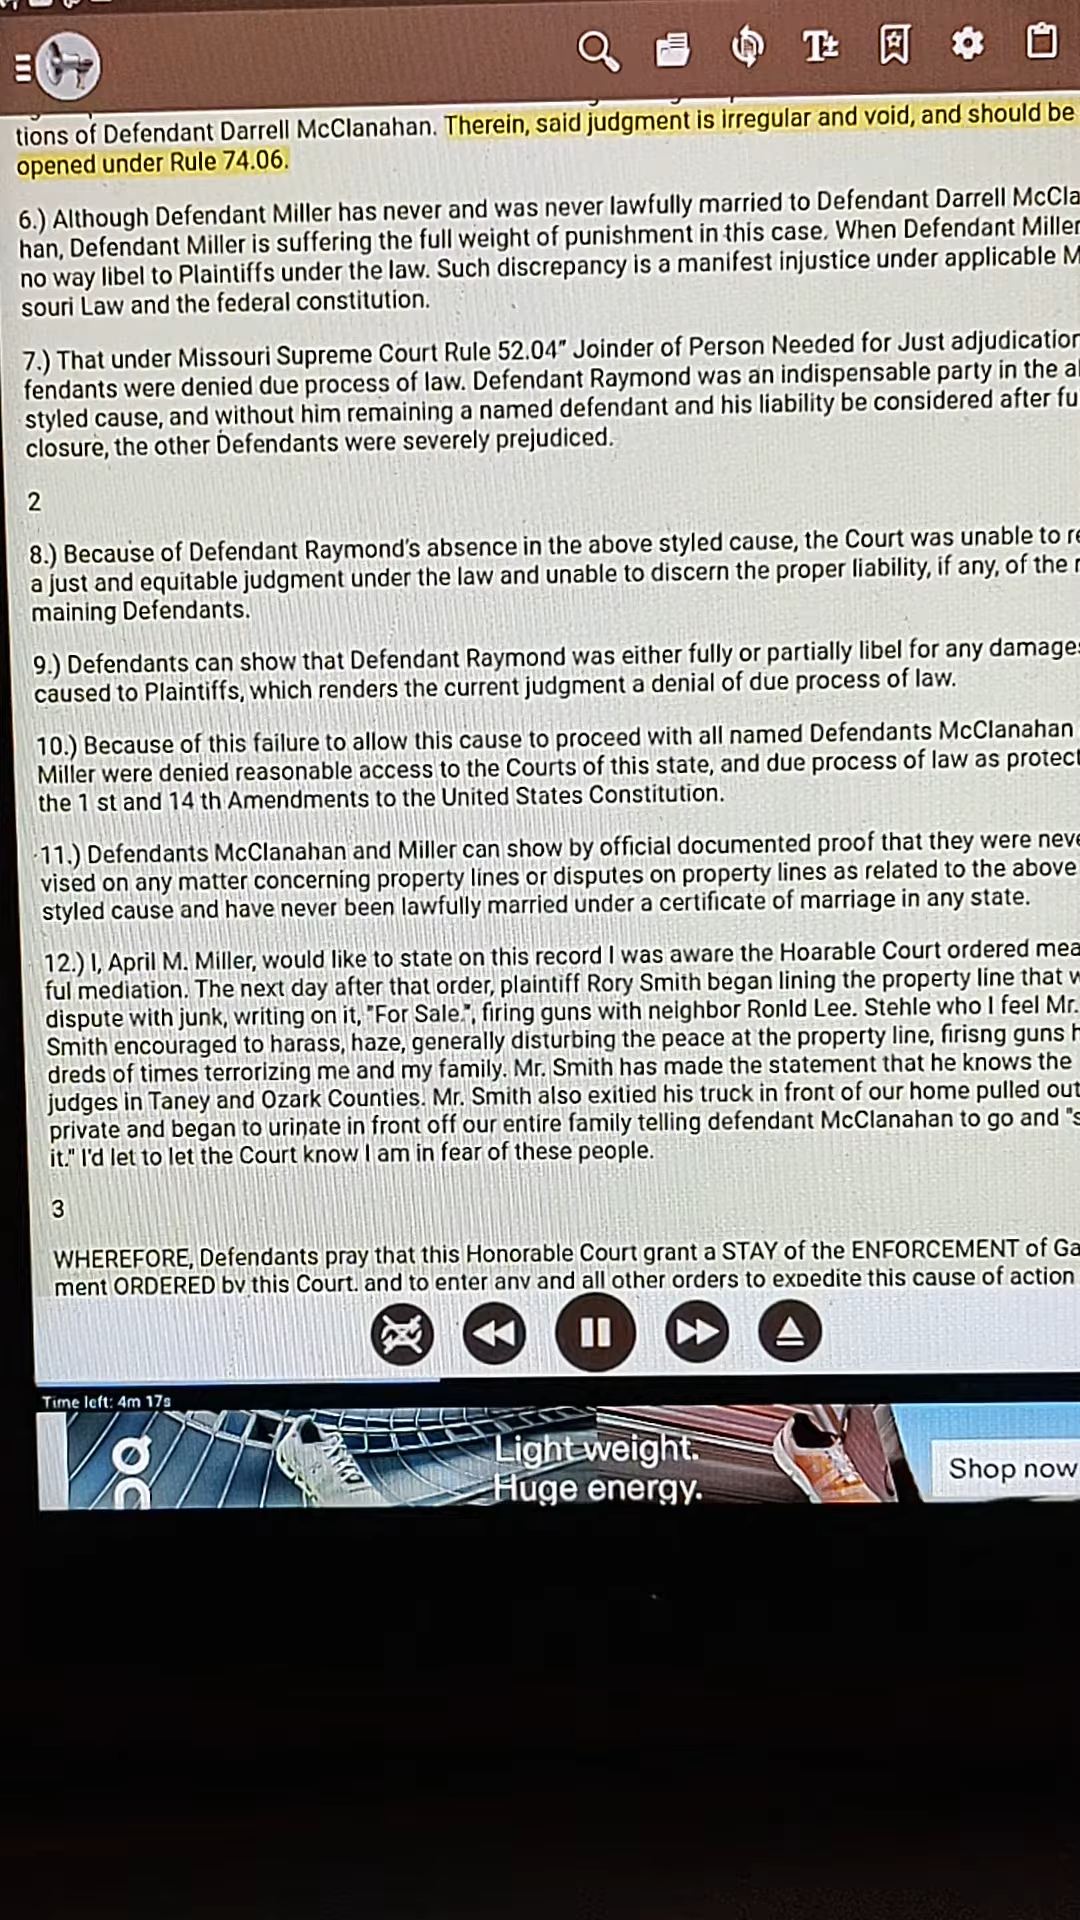 tions of Defendant Darrell McClanahan. Therein, said judgment is irregular and void, and should be
opened under Rule 74.06.
6.) Although Defendant Miller has never and was never lawfully married to Defendant Darrell McCla
han, Defendant Miller is suffering the full weight of punishment in this case. When Defendant Miller
no way libel to Plaintiffs under the law. Such discrepancy is a manifest injustice under applicable M
souri Law and the federal constitution.
7.) That under Missouri Supreme Court Rule 52.04" Joinder of Person Needed for Just adjudication
fendants were denied due process of law. Defendant Raymond was an indispensable party in the a
styled cause, and without him remaining a named defendant and his liability be considered after fu
closure, the other Defendants were severely prejudiced.
2
8.) Because of Defendant Raymond's absence in the above styled cause, the Court was unable to re
a just and equitable judgment under the law and unable to discern the proper liability, if any, of the r
maining Defendants.
9.) Defendants can show that Defendant Raymond was either fully or partially libel for any damages
caused to Plaintiffs, which renders the current judgment a denial of due process of law.
10.) Because of this failure to allow this cause to proceed with all named Defendants McClanahan
Miller were denied reasonable access to the Courts of this state, and due process of law as protect
the 1 st and 14 th Amendments to the United States Constitution.
11.) Defendants McClanahan and Miller can show by official documented proof that they were neve
vised on any matter concerning property lines or disputes on property lines as related to the above
styled cause and have never been lawfully married under a certificate of marriage in any state.
12.) I, April M. Miller, would like to state on this record I was aware the Hoarable Court ordered mea
ful mediation. The next day after that order, plaintiff Rory Smith began lining the property line that w
dispute with junk, writing on it, "For Sale.", firing guns with neighbor Ronld Lee. Stehle who I feel Mr.
Smith encouraged to harass, haze, generally disturbing the peace at the property line, firisng guns h
dreds of times terrorizing me and my family. Mr. Smith has made the statement that he knows the
judges in Taney and Ozark Counties. Mr. Smith also exitied his truck in front of our home pulled out
private and began to urinate in front off our entire family telling defendant McClanahan to go and "s
it." I'd let to let the Court know I am in fear of these people.
3
WHEREFORE, Defendants pray that this Honorable Court grant a STAY of the ENFORCEMENT of Ga
ment ORDERED by this Court. and to enter any and all other orders to expedite this cause of action
Time left: 4m 17s
Light weight.
Huge energy.
Shop now